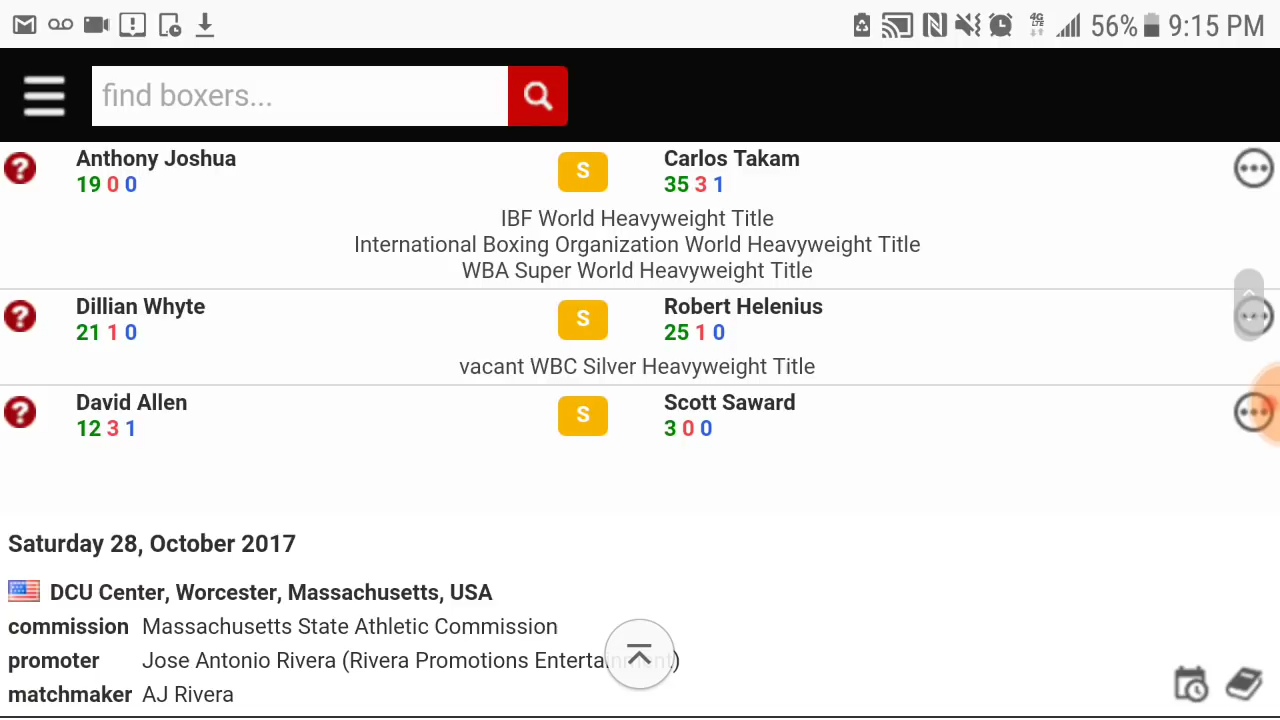 56% 9:15 PM
find boxers...
Anthony Joshua S Carlos Takam
19 0 0 35 3 1
IBF World Heavyweight Title
International Boxing Organization World Heavyweight Title
WBA Super World Heavyweight Title
Dillian Whyte S Robert Helenius
21 1 0 25 1 0
vacant WBC Silver Heavyweight Title
David Allen S Scott Saward
12 3 1 3 0 0
Saturday 28, October 2017
DCU Center, Worcester, Massachusetts, USA
commission Massachusetts State Athletic Commission
promoter Jose Antonio Rivera (Rivera Promotions Entertainment)
matchmaker AJ Rivera